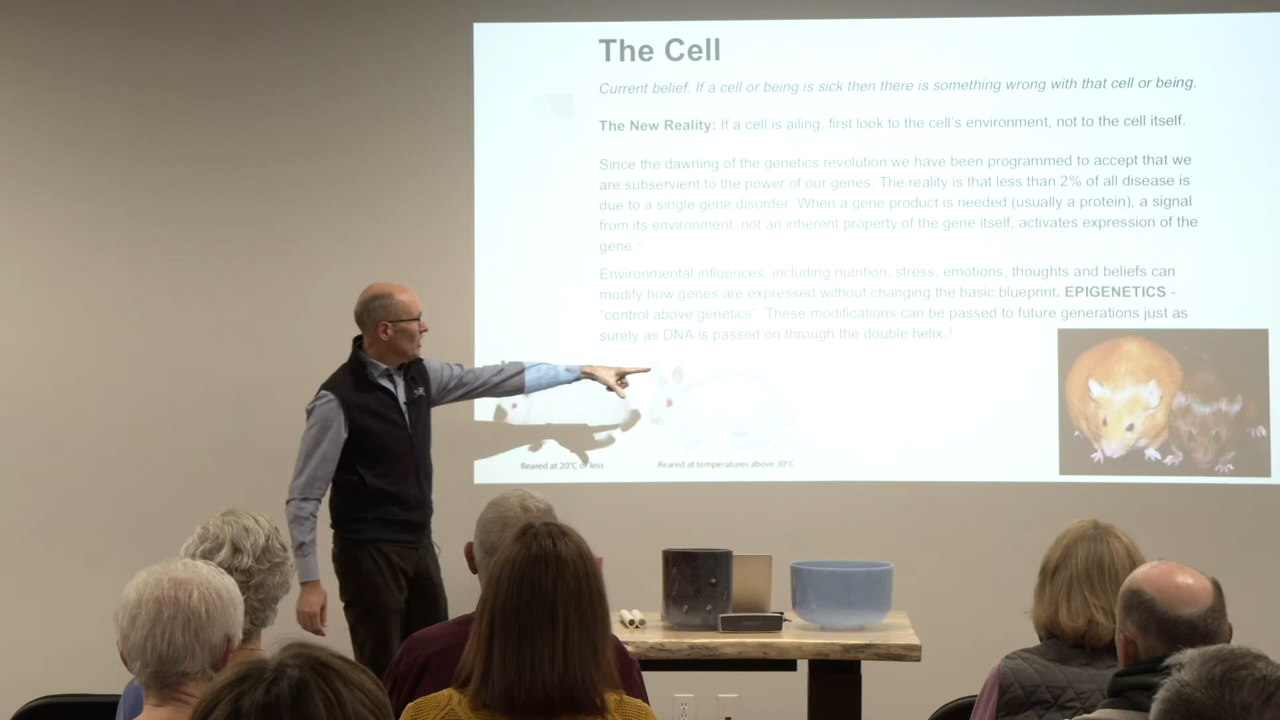 The Cell
Current belief: If a cell or being is sick then there is something wrong with that cell or being.
The New Reality: If a cell is ailing, first look to the cell's environment, not to the cell itself.
Since the dawning of the genetics revolution we have been programmed to accept that we
are subservient to the power of our genes. The reality is that less than 2% of all disease is
due to a single gene disorder. When a gene product is needed (usually a protein), a signal
from its environment, not an inherent property of the gene itself, activates expression of the
gene.2
Environmental influences, including nutrition, stress, emotions, thoughts and beliefs can
modify how genes are expressed without changing the basic blueprint. EPIGENETICS -
"control above genetics". These modifications can be passed to future generations just as
surely as DNA is passed on through the double helix.3
Reared at 20°C or less
Reared at temperatures above 30°C